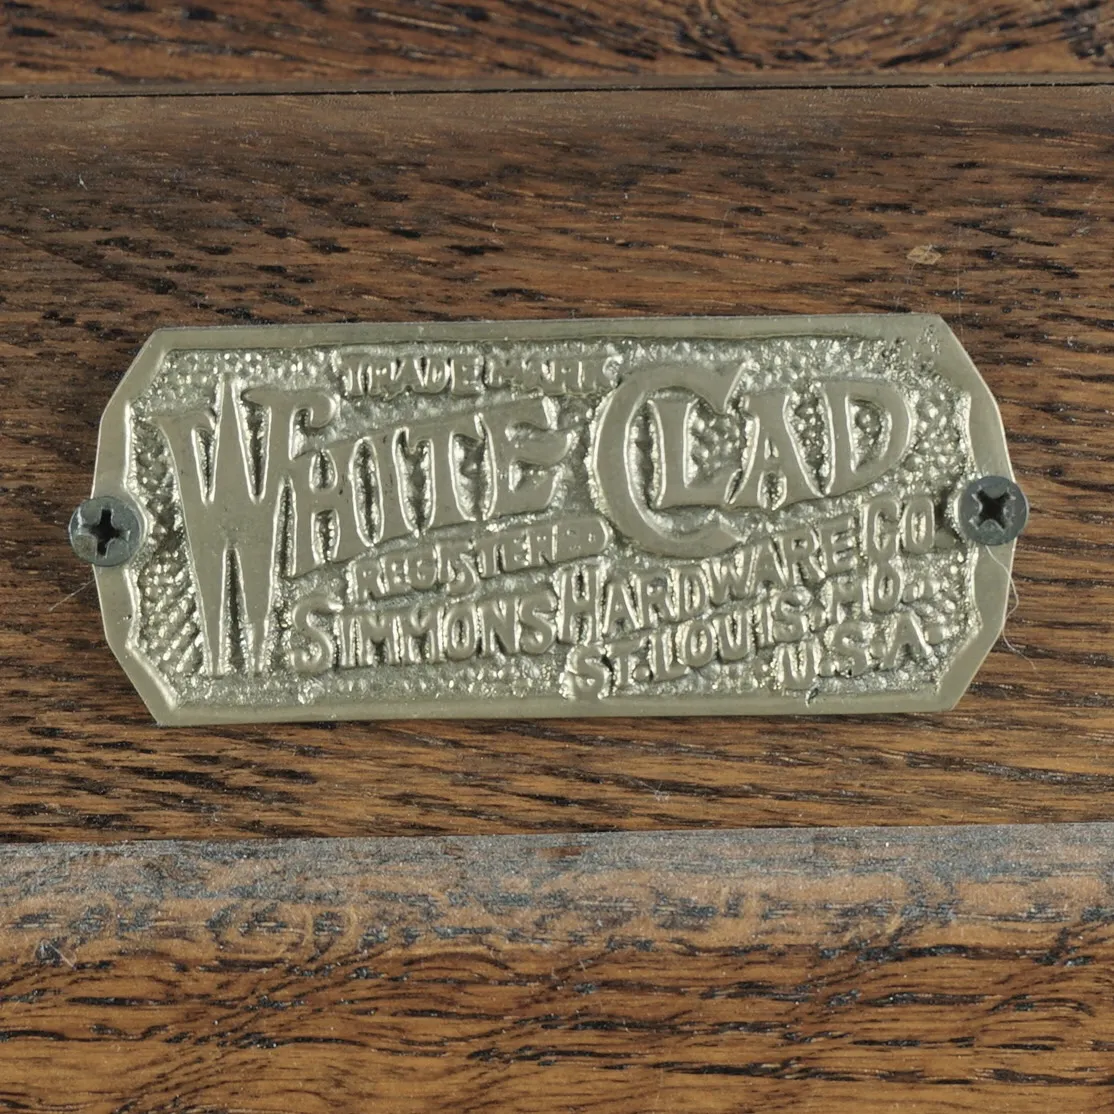 TRADE MARK
WHITE CLAD
REGISTERED
SIMMONS HARDWARE CO
ST. LOUIS. MO.
U.S.A.